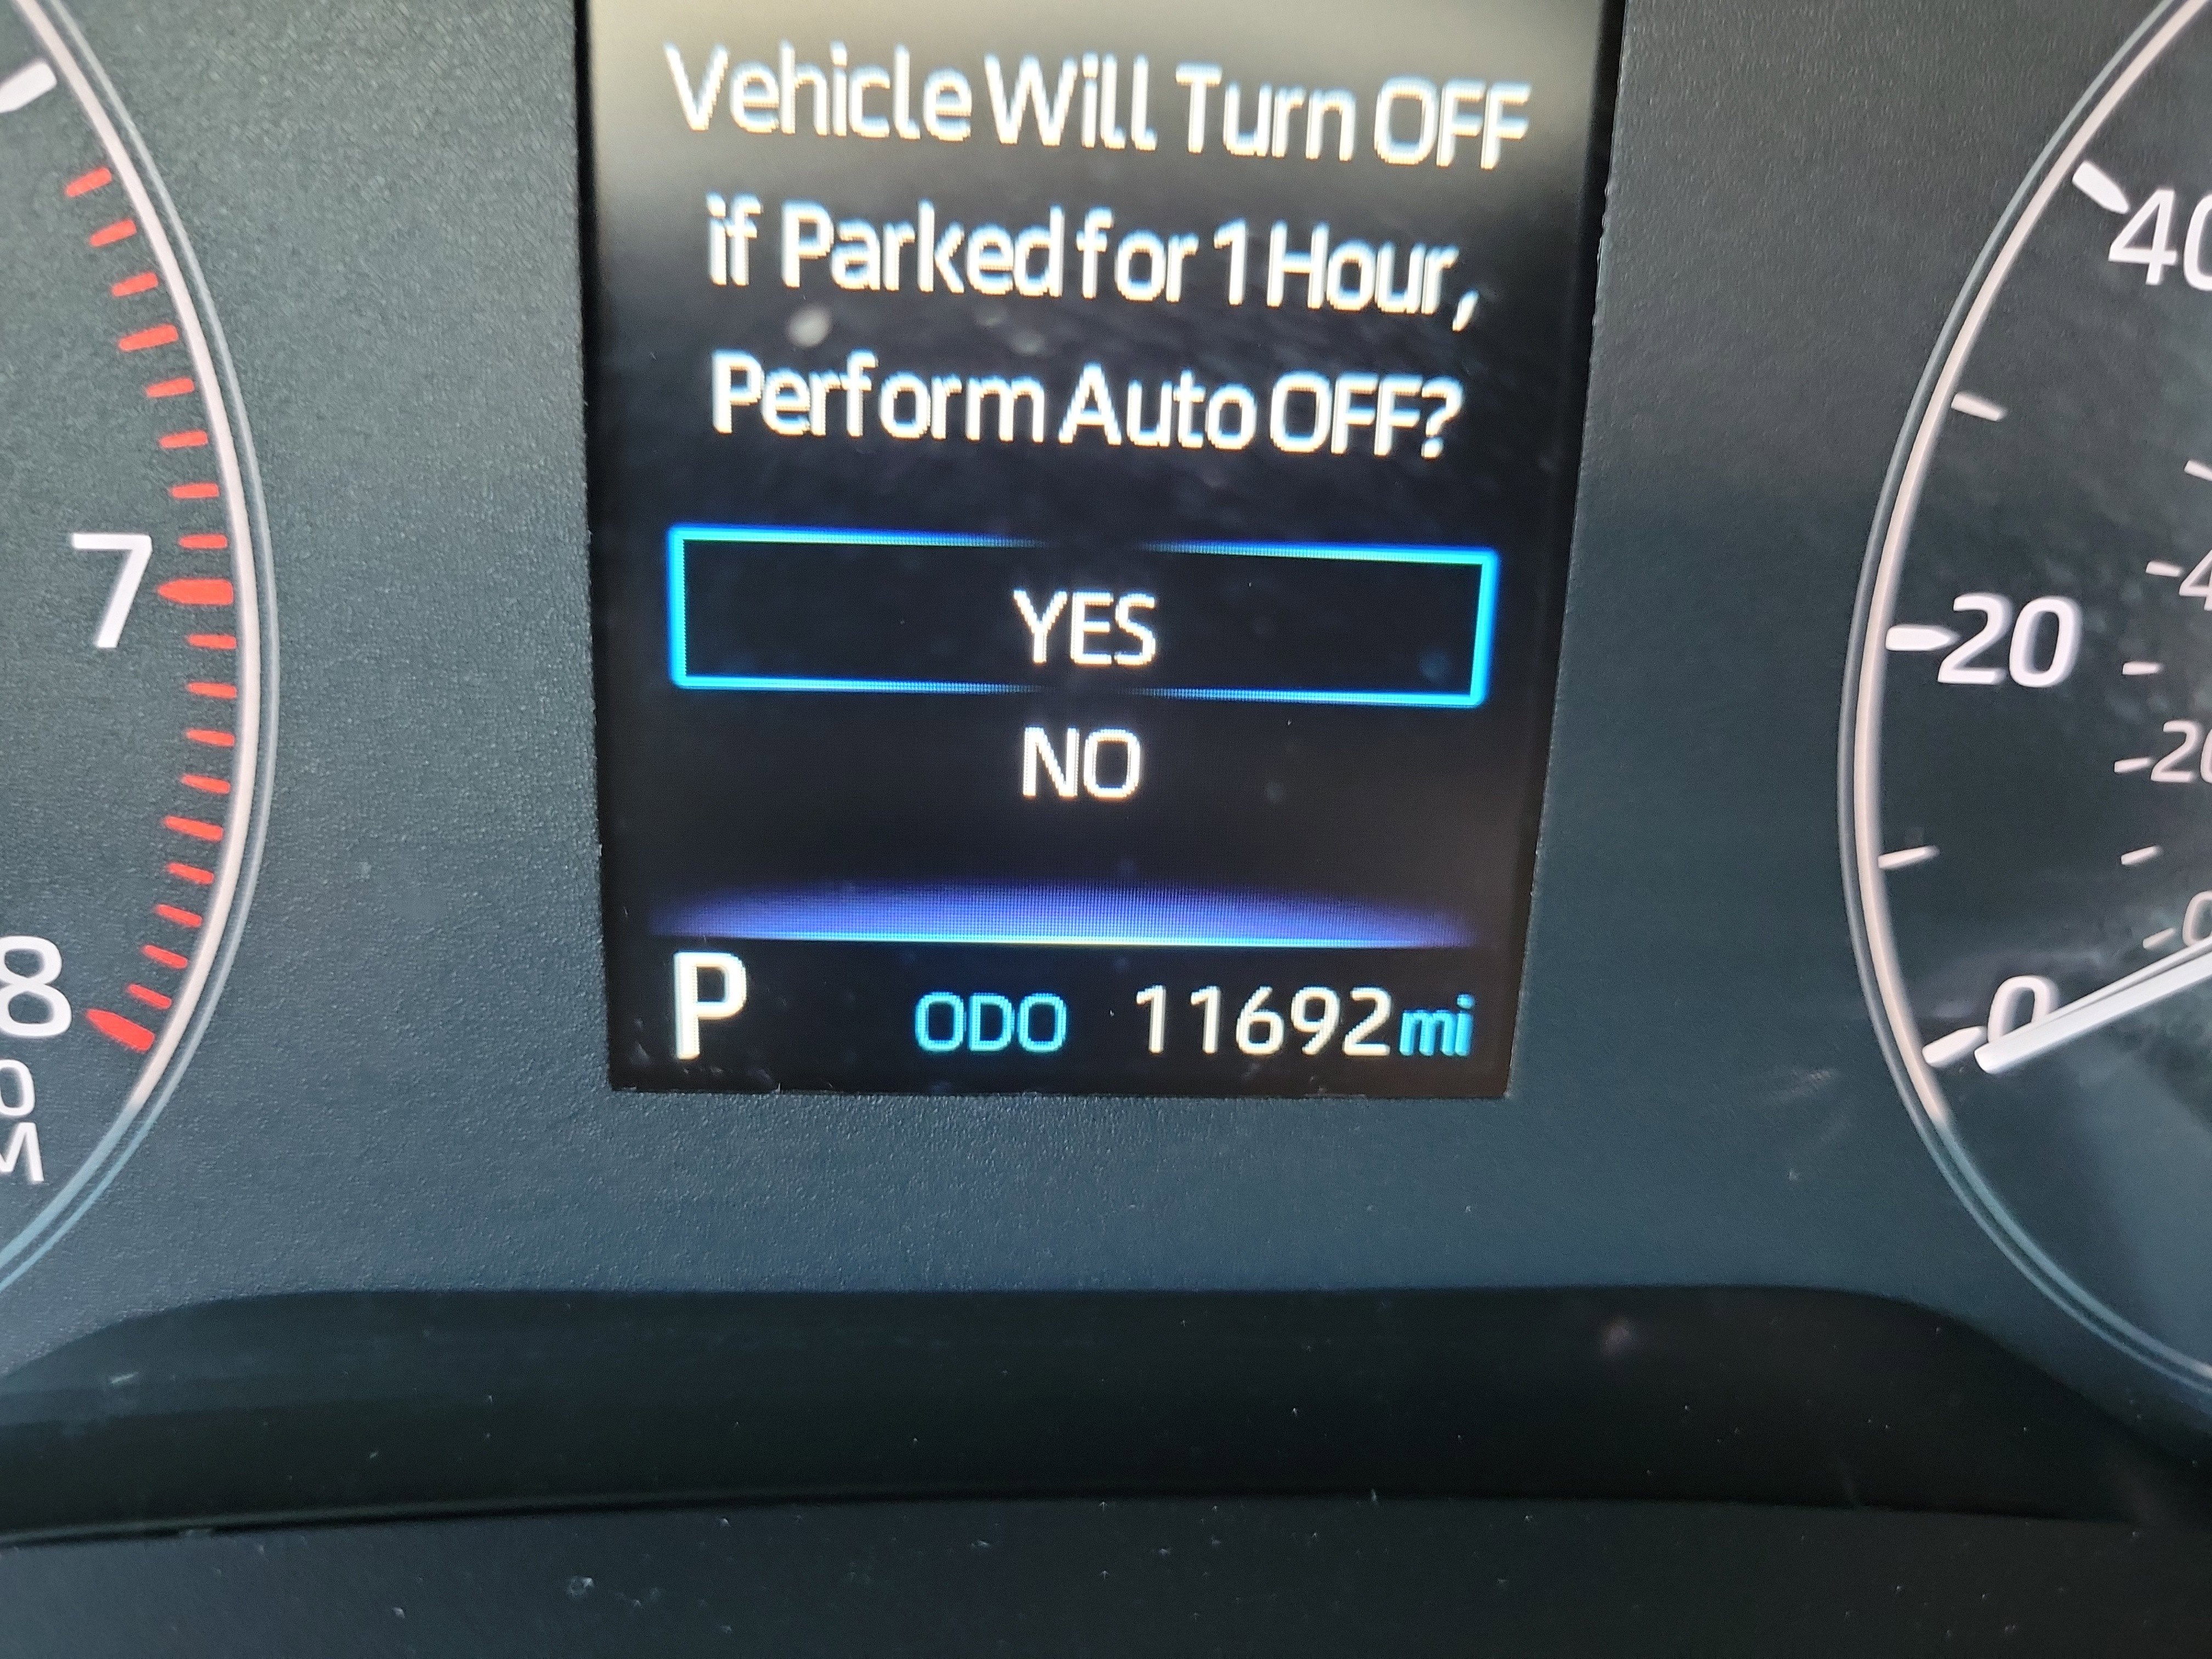 Vehicle Will Turn OFF
if Parked for 1 Hour,
Perform Auto OFF?
YES
NO
P ODO 11692 mi
7
8
40
20
0
-20